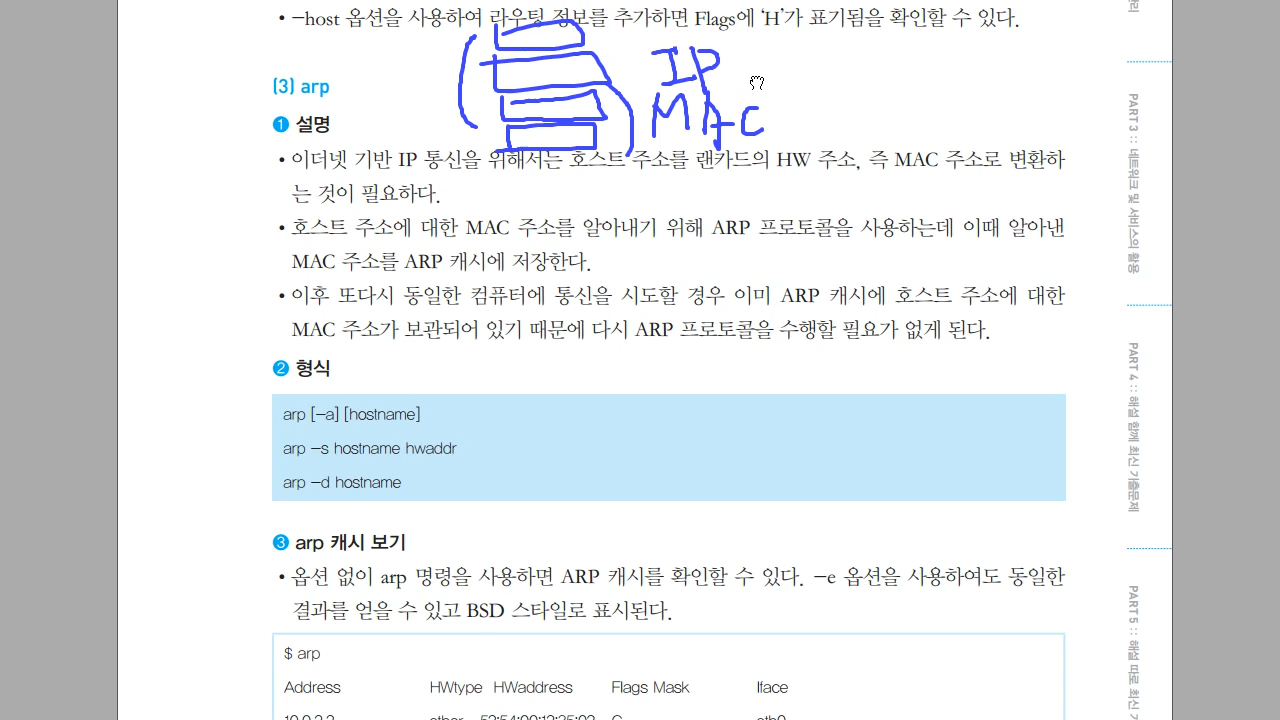 • -host 옵션을 사용하여 라우팅 정보를 추가하면 Flags에 ‘H’가 표기됨을 확인할 수 있다.
IP
MAC
(3) arp
❶ 설명
• 이더넷 기반 IP 통신을 위해서는 호스트 주소를 랜카드의 HW 주소, 즉 MAC 주소로 변환하
는 것이 필요하다.
• 호스트 주소에 대한 MAC 주소를 알아내기 위해 ARP 프로토콜을 사용하는데 이때 알아낸
MAC 주소를 ARP 캐시에 저장한다.
• 이후 또다시 동일한 컴퓨터에 통신을 시도할 경우 이미 ARP 캐시에 호스트 주소에 대한
MAC 주소가 보관되어 있기 때문에 다시 ARP 프로토콜을 수행할 필요가 없게 된다.
❷ 형식
arp [-a] [hostname]
arp -s hostname hwaddr
arp -d hostname
❸ arp 캐시 보기
• 옵션 없이 arp 명령을 사용하면 ARP 캐시를 확인할 수 있다. -e 옵션을 사용하여도 동일한
결과를 얻을 수 있고 BSD 스타일로 표시된다.
$ arp
Address HWtype HWaddress Flags Mask Iface
PART 3 :: 네트워크 및 서비스의 활용
PART 4 :: 해설 함께 최신 기출문제
PART 5 :: 해설 따로 최신 기